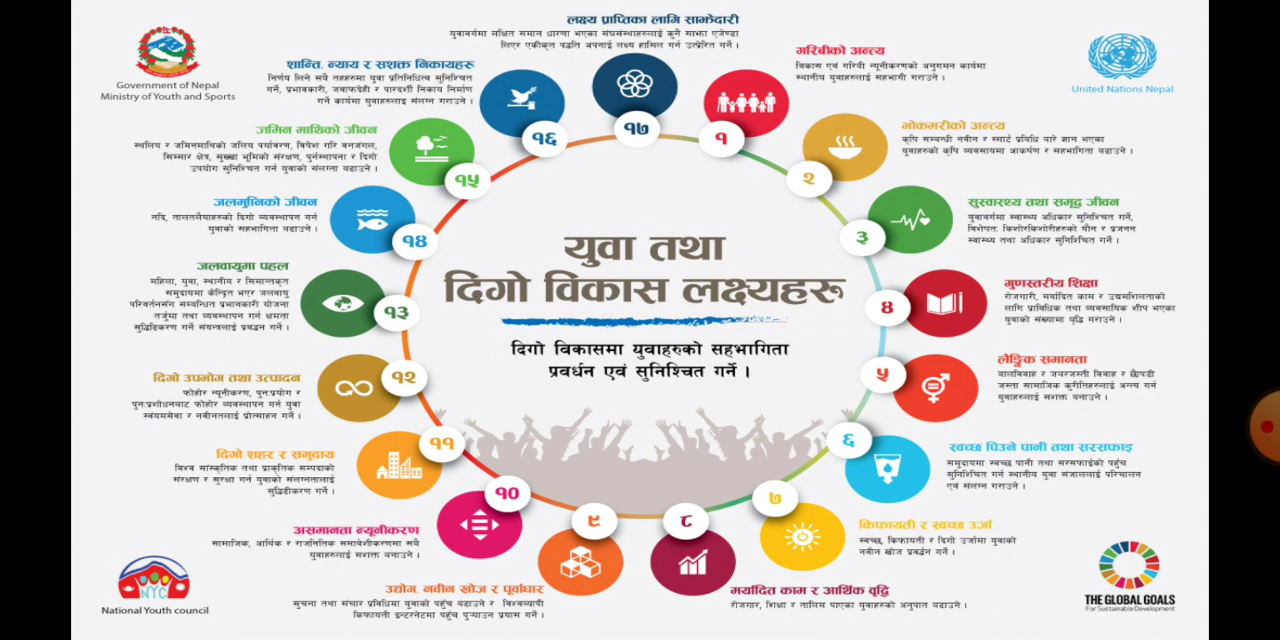 Government of Nepal
Ministry of Youth and Sports
United Nations Nepal
युवा तथा
दिगो विकास लक्ष्यहरु
दिगो विकासमा युवाहरुको सहभागिता
प्रवर्धन एवं सुनिश्चित गर्ने ।
१
गरिबीको अन्त्य
विकास एवं गरिवी न्यूनीकरणको अनुगमन कार्यमा
स्थानीय युवाहरुलाई सहभागी गराउने ।
२
भोकमरीको अन्त्य
कृषि सम्बन्धी नवीन र स्मार्ट प्रविधि बारे ज्ञान भएका
युवाहरुको कृषि व्यवसायमा आकर्षण र सहभागिता बढाउने ।
३
सुस्वास्थ्य तथा समृद्ध जीवन
युवावर्गमा स्वास्थ्य अधिकार सुनिश्चित गर्ने,
विशेषतः किशोरकिशोरीहरुको यौन र प्रजनन
स्वास्थ्य तथा अधिकार सुनिश्चित गर्ने ।
४
गुणस्तरीय शिक्षा
रोजगारी, मर्यादित काम र उद्यमशिलताको
लागि प्राविधिक तथा व्यवसायिक शीप भएका
युवाको संख्यामा वृद्धि गराउने ।
५
लैङ्गिक समानता
बालविवाह र जबरजस्ती विवाह र छैपडी
जस्ता सामाजिक कुरीतिहरुलाई अन्त्य गर्न
युवाहरुलाई सशक्त बनाउने ।
६
स्वच्छ पिउने पानी तथा सरसफाइ
समुदायमा स्वच्छ पानी तथा सरसफाईको पहुँच
सुनिश्चित गर्न स्थानीय युवा संजाललाई परिचालन
एवं संलग्न गराउने ।
७
किफायती र स्वच्छ उर्जा
स्वच्छ, किफायती र दिगो उर्जामा युवाको
नवीन खोज प्रवर्द्धन गर्ने ।
८
मर्यादित काम र आर्थिक वृद्धि
रोजगार, शिक्षा र तालिम पाएका युवाहरुको अनुपात बढाउने ।
९
उद्योग, नवीन खोज र पूर्वाधार
सुचना तथा संचार प्रविधिमा युवाको पहुँच बढाउने र विश्वव्यापी
किफायती इन्टरनेटमा पहुँच पुऱ्याउन प्रयास गर्ने ।
१०
असमानता न्यूनीकरण
सामाजिक, आर्थिक र राजनितिक समावेशीकरणमा सबै
युवाहरुलाई सशक्त बनाउने ।
११
दिगो शहर र समुदाय
विश्व सांस्कृतिक तथा प्राकृतिक सम्पदाको
संरक्षण र सुरक्षा गर्न युवाको संलग्नतालाई
सुद्धिढीकरण गर्ने ।
१२
दिगो उपभोग तथा उत्पादन
फोहोर न्यूनीकरण, पुनःप्रयोग र
पुनःप्रशोधनबाट फोहोर व्यवस्थापन गर्न युवा
स्वंयमसेवा र नवीनतलाई प्रोत्साहन गर्ने ।
१३
जलवायुमा पहल
महिला, युवा, स्थानीय र सिमान्तकृत
समुदायमा केन्द्रित भएर जलवायु
परिवर्तनसंग सम्बन्धित प्रभावकारी योजना
तर्जुमा तथा व्यवस्थापन गर्न क्षमता
सुद्धिढिकरण गर्ने संयन्त्रलाई प्रवद्धन गर्ने ।
१४
जलमुनिको जीवन
नदि, तालतलैयाहरुको दिगो व्यवस्थापन गर्न
युवाको सहभागिता बढाउने ।
१५
जमिन माथिको जीवन
स्थलिय र जमिनमाथिको जलिय पर्यावरण, विषेश गरि वनजंगल,
सिम्सार क्षेत्र, सुख्खा भूमिको संरक्षण, पुर्नस्थापना र दिगो
उपयोग सुनिश्चित गर्न युवाको संलग्ता बढाउने ।
१६
शान्ति, न्याय र सशक्त निकायहरू
निर्णय लिने सबै तहहरुमा युवा प्रतिनिधित्व सुनिश्चित
गर्ने, प्रभावकारी, जवाफदेही र पारदर्शी निकाय निर्माण
गर्ने कार्यमा युवाहरुलाइ संलग्न गराउने ।
१७
लक्ष्य प्राप्तिका लागि साझेदारी
युवावर्गमा लक्षित समान धारणा भएका संघसंस्थाहरुलाई कुनै साझा एजेण्डा
लिएर एकीकृत पद्धति अपनाई लक्ष्य हासिल गर्न उत्प्रेरित गर्ने ।
NYC
National Youth council
THE GLOBAL GOALS
For Sustainable Development